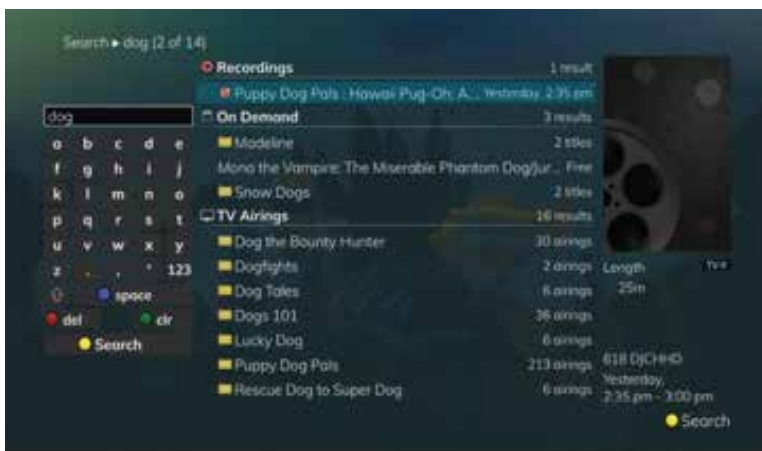 Search ▸ dog (2 of 14)
Recordings 1 result
Puppy Dog Pals : Hawaii Pug-Oh; A... Yesterday, 2:35 pm
dog
On Demand 3 results
a b c d e
Madeline 2 titles
f g h i j
Mona the Vampire: The Miserable Phantom Dog/Jur... Free
k l m n o
Snow Dogs 2 titles
p q r s t
TV Airings 16 results
u v w x y
Dog the Bounty Hunter 30 airings
z - . ' 123
Dogfights 2 airings
Length TV-Y
space
Dog Tales 6 airings
25m
del clr
Dogs 101 36 airings
Search
Lucky Dog 6 airings
Puppy Dog Pals 213 airings
618 DJCHHD
Rescue Dog to Super Dog 6 airings
Yesterday,
2:35 pm - 3:00 pm
Search